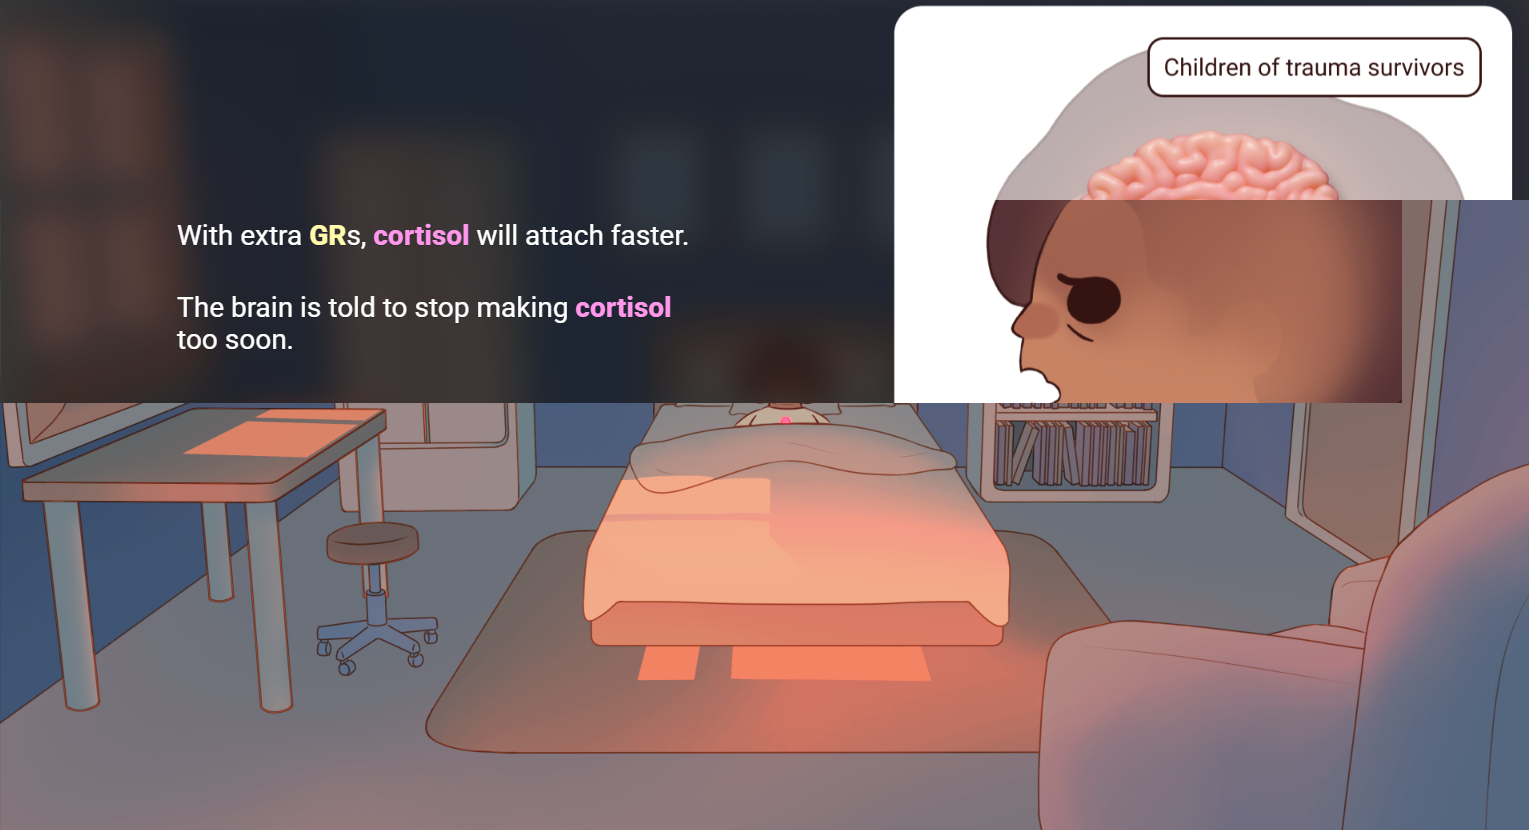 Children of trauma survivors
With extra GRs, cortisol will attach faster.
The brain is told to stop making cortisol
too soon.